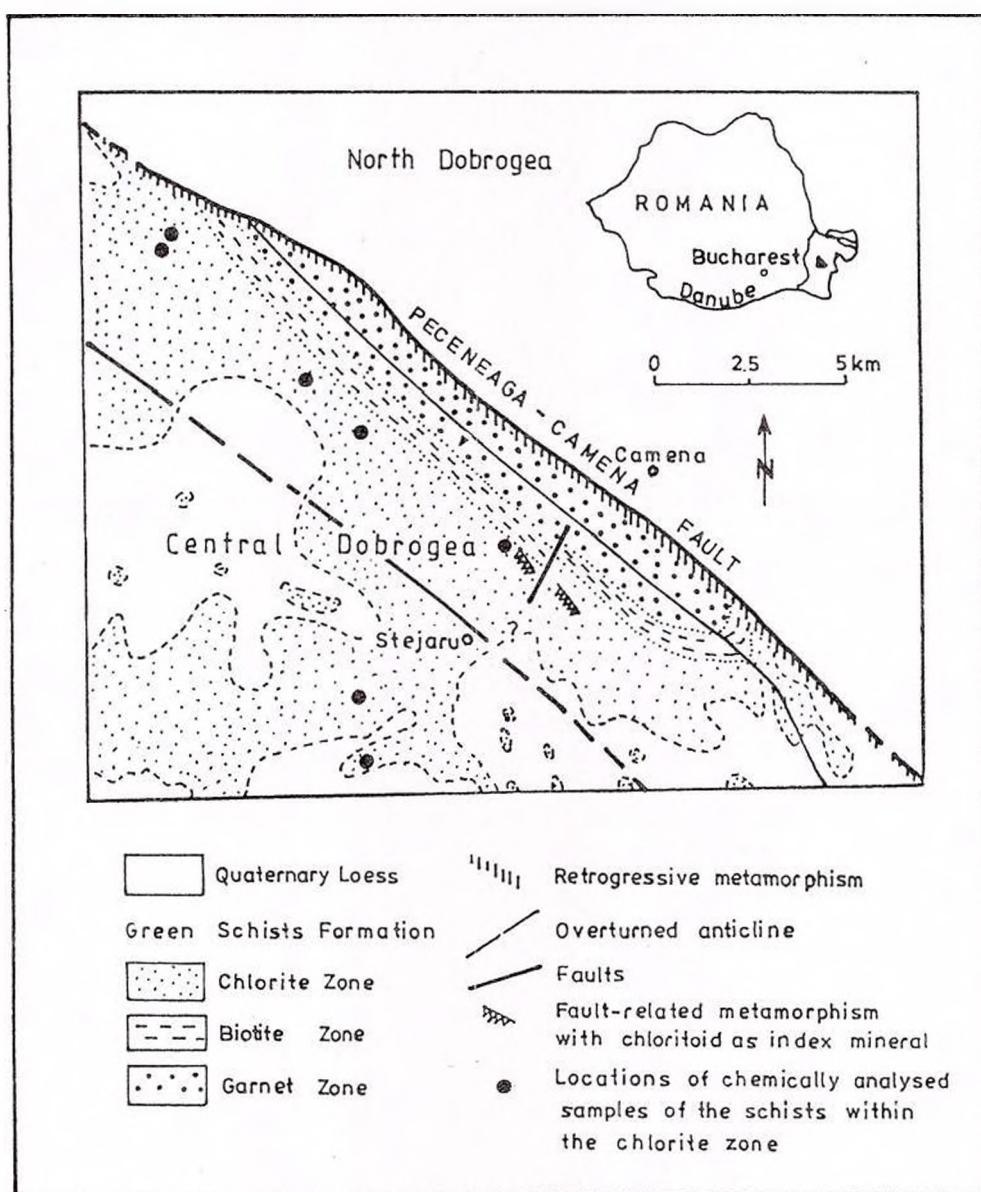 North Dobrogea
ROMANIA
Bucharest
Danube
0 2.5 5 km
N
PECENEAGA - CAMENA FAULT
Camena
Central Dobrogea
Stejaru
?
Quaternary Loess
Green Schists Formation
Chlorite Zone
Biotite Zone
Garnet Zone
Retrogressive metamorphism
Overturned anticline
Faults
Fault-related metamorphism
with chloritoid as index mineral
Locations of chemically analysed
samples of the schists within
the chlorite zone